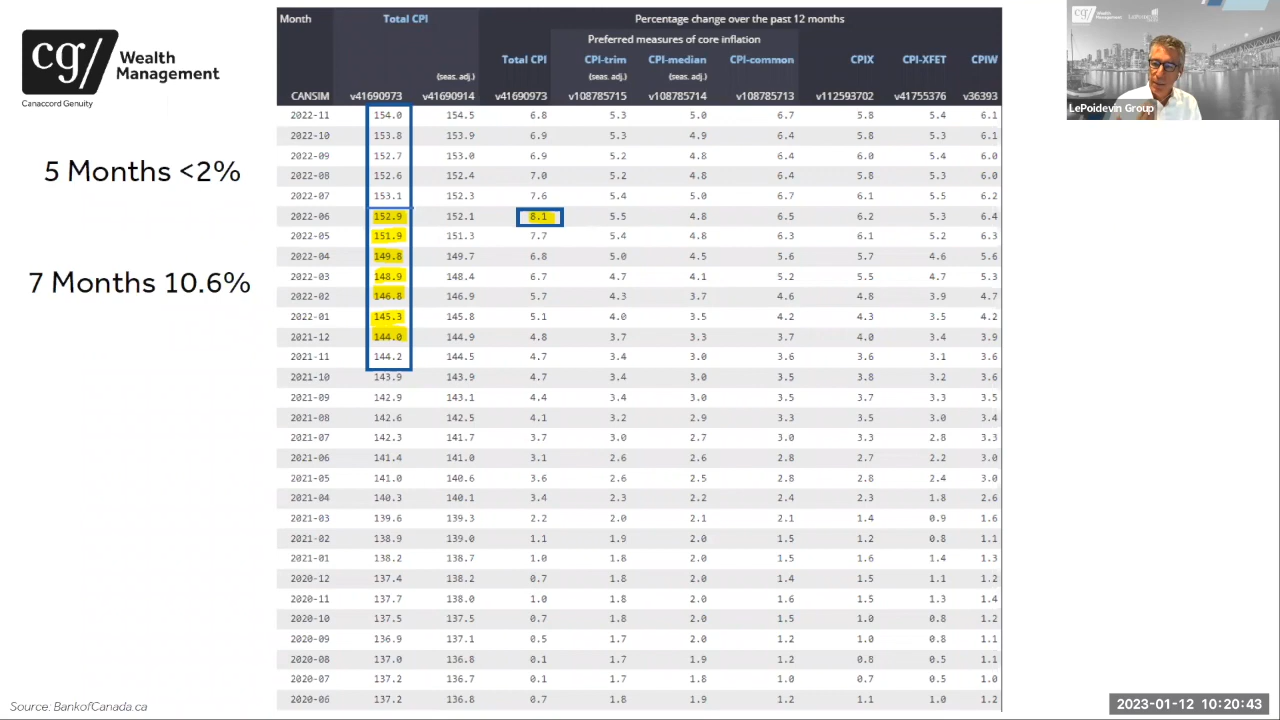 cg/ Wealth Management
Canaccord Genuity
5 Months <2%
7 Months 10.6%
Month Total CPI Percentage change over the past 12 months
Preferred measures of core inflation
Total CPI CPI-trim CPI-median CPI-common CPIX CPI-XFET CPIW
(seas. adj.) (seas. adj.) (seas. adj.)
CANSIM v41690973 v41690914 v41690973 v108785715 v108785714 v108785713 v112593702 v41755376 v36393
2022-11 154.0 154.5 6.8 5.3 5.0 6.7 5.8 5.4 6.1
2022-10 153.8 153.9 6.9 5.3 4.9 6.4 5.8 5.3 6.1
2022-09 152.7 153.0 6.9 5.2 4.8 6.4 6.0 5.4 6.0
2022-08 152.6 152.4 7.0 5.2 4.8 6.4 5.8 5.3 6.0
2022-07 153.1 152.3 7.6 5.4 5.0 6.7 6.1 5.5 6.2
2022-06 152.9 152.1 8.1 5.5 4.8 6.5 6.2 5.3 6.4
2022-05 151.9 151.3 7.7 5.4 4.8 6.3 6.1 5.2 6.3
2022-04 149.8 149.7 6.8 5.0 4.5 5.6 5.7 4.6 5.6
2022-03 148.9 148.4 6.7 4.7 4.1 5.2 5.5 4.7 5.3
2022-02 146.8 146.9 5.7 4.3 3.7 4.6 4.8 3.9 4.7
2022-01 145.3 145.8 5.1 4.0 3.5 4.2 4.3 3.5 4.2
2021-12 144.0 144.9 4.8 3.7 3.3 3.7 4.0 3.4 3.9
2021-11 144.2 144.5 4.7 3.4 3.0 3.6 3.6 3.1 3.6
2021-10 143.9 143.9 4.7 3.4 3.0 3.5 3.8 3.2 3.6
2021-09 142.9 143.1 4.4 3.4 3.0 3.5 3.7 3.3 3.5
2021-08 142.6 142.5 4.1 3.2 2.9 3.3 3.5 3.0 3.4
2021-07 142.3 141.7 3.7 3.0 2.7 3.0 3.3 2.8 3.3
2021-06 141.4 141.0 3.1 2.6 2.6 2.8 2.7 2.2 3.0
2021-05 141.0 140.6 3.6 2.6 2.5 2.8 2.8 2.4 3.0
2021-04 140.3 140.1 3.4 2.3 2.2 2.4 2.3 1.8 2.6
2021-03 139.6 139.3 2.2 2.0 2.1 2.1 1.4 0.9 1.6
2021-02 138.9 139.0 1.1 1.9 2.0 1.5 1.2 0.8 1.1
2021-01 138.2 138.7 1.0 1.8 2.0 1.5 1.6 1.4 1.3
2020-12 137.4 138.2 0.7 1.8 2.0 1.4 1.5 1.1 1.2
2020-11 137.7 138.0 1.0 1.8 2.0 1.6 1.5 1.3 1.4
2020-10 137.5 137.5 0.7 1.8 2.0 1.5 1.0 0.8 1.2
2020-09 136.9 137.1 0.5 1.7 2.0 1.2 1.0 0.8 1.1
2020-08 137.0 136.8 0.1 1.7 1.9 1.2 0.8 0.5 1.1
2020-07 137.2 136.7 0.1 1.7 1.8 1.0 0.7 0.5 1.0
2020-06 137.2 136.8 0.7 1.8 1.9 1.2 1.1 1.0 1.2
Source: BankofCanada.ca
cg/ Wealth Management
LePoidevin Group
2023-01-12 10:20:43